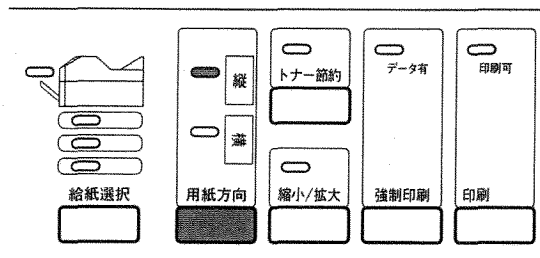 給紙選択
縦
横
用紙方向
トナー節約
縮小/拡大
データ有
強制印刷
印刷可
印刷